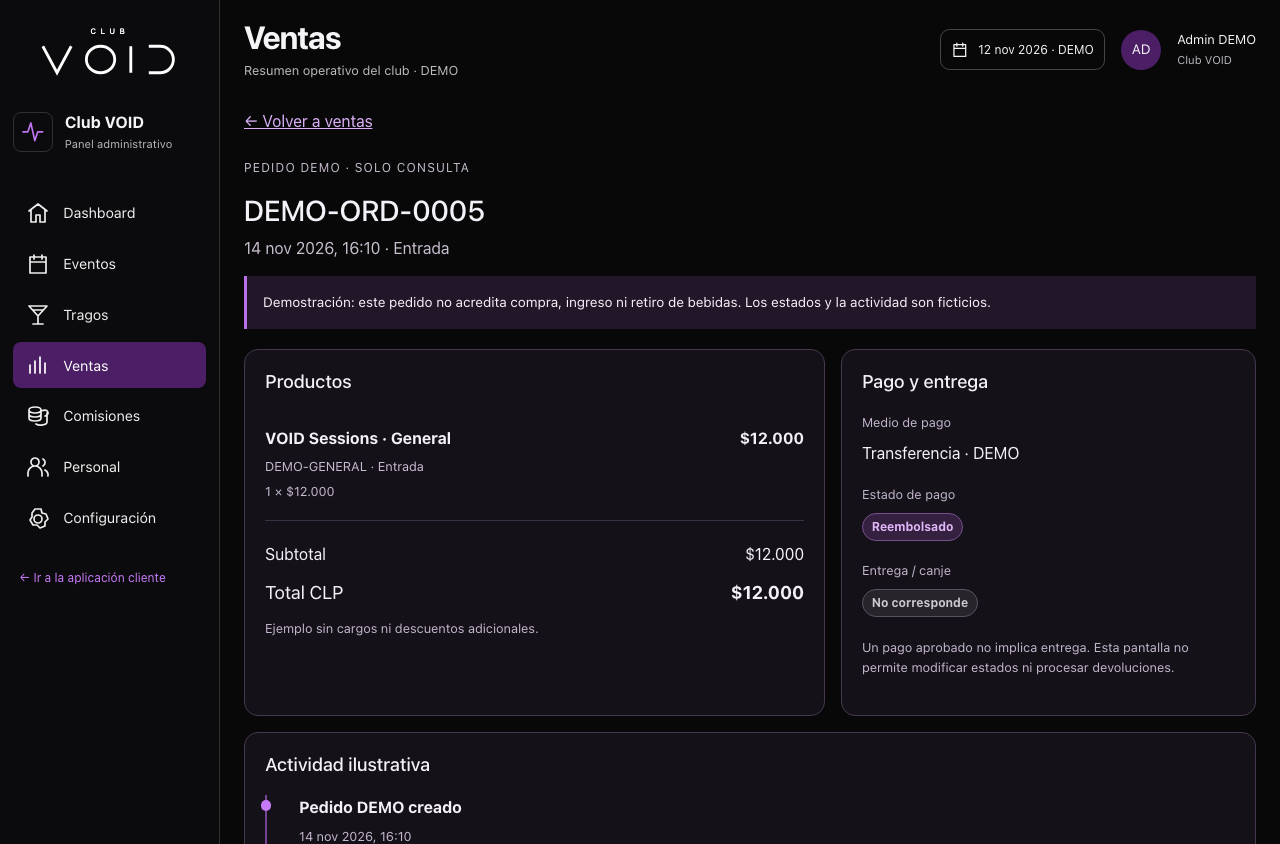 CLUB
VOID
Club VOID
Panel administrativo
Dashboard
Eventos
Tragos
Ventas
Comisiones
Personal
Configuración
← Ir a la aplicación cliente
Ventas
Resumen operativo del club · DEMO
12 nov 2026 · DEMO
AD
Admin DEMO
Club VOID
← Volver a ventas
PEDIDO DEMO · SOLO CONSULTA
DEMO-ORD-0005
14 nov 2026, 16:10 · Entrada
Demostración: este pedido no acredita compra, ingreso ni retiro de bebidas. Los estados y la actividad son ficticios.
Productos
VOID Sessions · General $12.000
DEMO-GENERAL · Entrada
1 × $12.000
Subtotal $12.000
Total CLP $12.000
Ejemplo sin cargos ni descuentos adicionales.
Pago y entrega
Medio de pago
Transferencia · DEMO
Estado de pago
Reembolsado
Entrega / canje
No corresponde
Un pago aprobado no implica entrega. Esta pantalla no
permite modificar estados ni procesar devoluciones.
Actividad ilustrativa
Pedido DEMO creado
14 nov 2026, 16:10